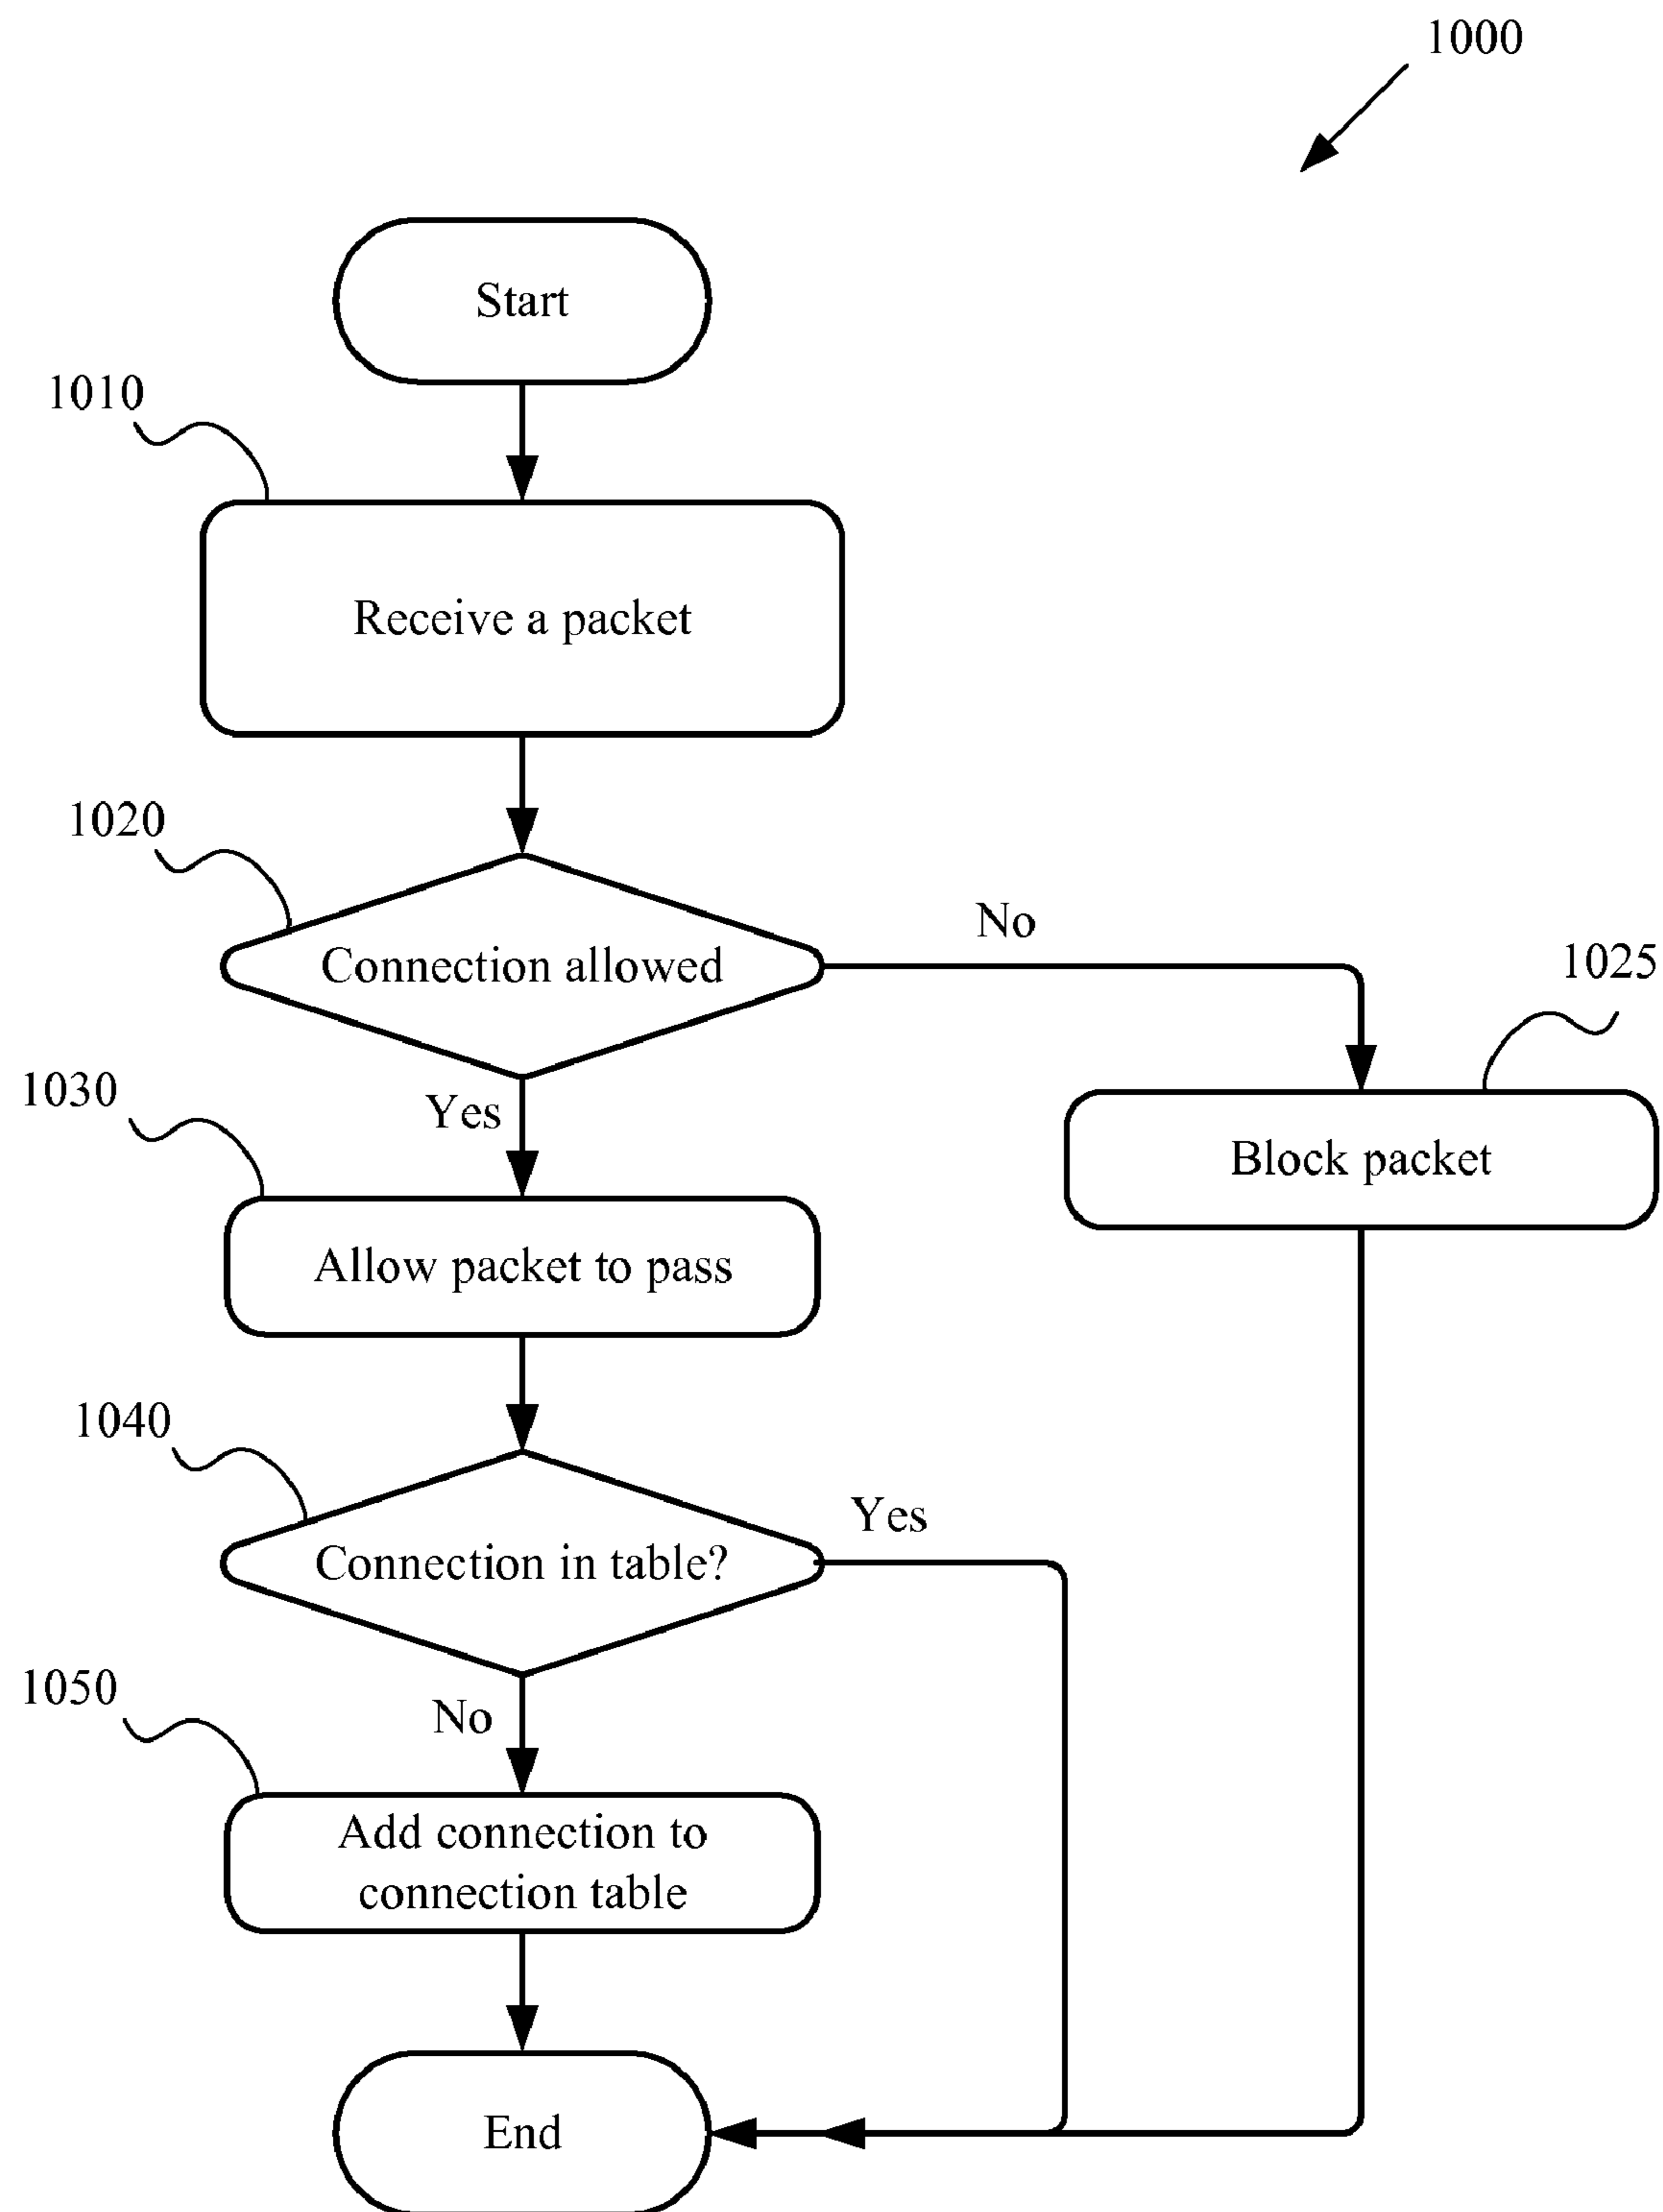 1000
Start
1010
Receive a packet
1020
Connection allowed
No
1025
Yes
1030
Block packet
Allow packet to pass
1040
Connection in table?
Yes
1050
No
Add connection to
connection table
End